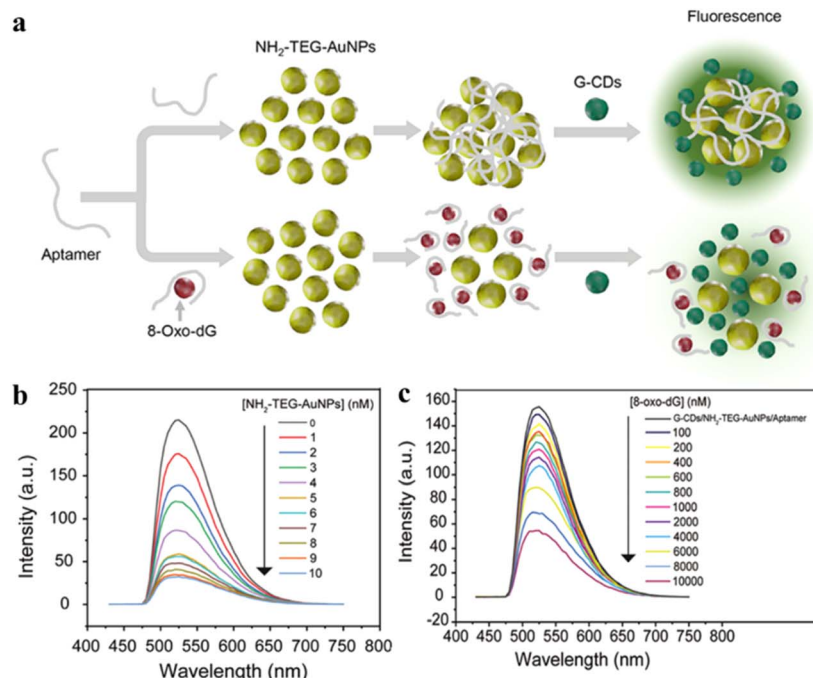 a
Fluorescence
NH₂-TEG-AuNPs
G-CDs
Aptamer
8-Oxo-dG
b
[NH₂-TEG-AuNPs] (nM)
0
1
2
3
4
5
6
7
8
9
10
250
200
150
100
50
0
Intensity (a.u.)
400 450 500 550 600 650 700 750 800
Wavelength (nm)
c
[8-oxo-dG] (nM)
G-CDs/NH₂-TEG-AuNPs/Aptamer
100
200
400
600
800
1000
2000
4000
6000
8000
10000
160
140
120
100
80
60
40
20
0
-20
Intensity (a.u.)
400 450 500 550 600 650 700 750 800
Wavelength (nm)